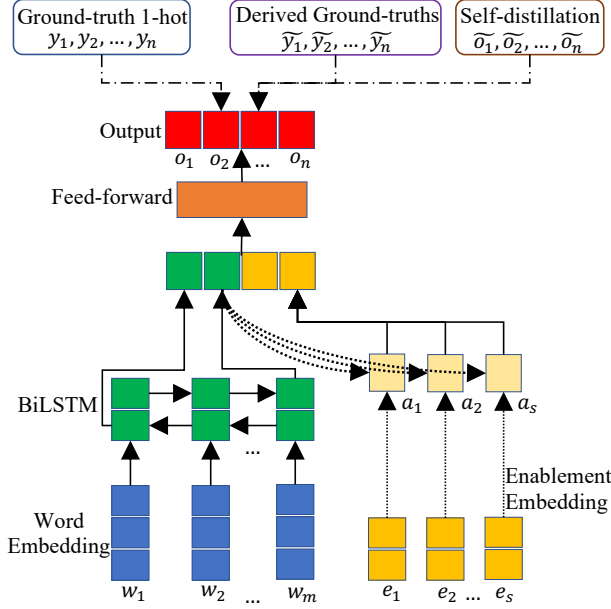 Ground-truth 1-hot
y₁, y₂, ..., yₙ
Derived Ground-truths
ỹ₁, ỹ₂, ..., ỹₙ
Self-distillation
õ₁, õ₂, ..., õₙ
Output
o₁ o₂ ... oₙ
Feed-forward
BiLSTM
...
a₁ a₂ aₛ
Enablement
Embedding
Word
Embedding
w₁ w₂ ... wₘ
e₁ e₂ ... eₛ